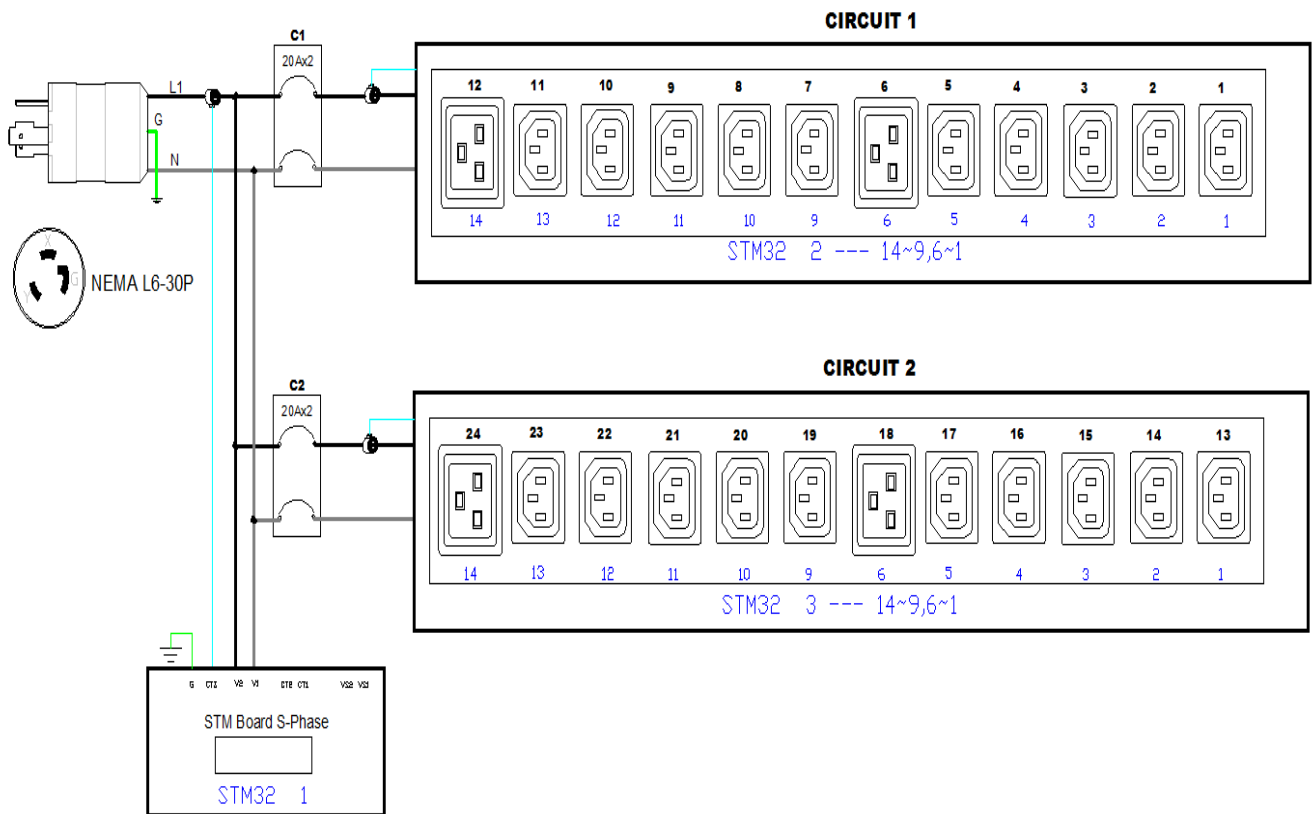 CIRCUIT 1
C1
20Ax2
L1
G
N
12 11 10 9 8 7 6 5 4 3 2 1
14 13 12 11 10 9 6 5 4 3 2 1
STM32 2 --- 14~9,6~1
X
G
Y
NEMA L6-30P
CIRCUIT 2
C2
20Ax2
24 23 22 21 20 19 18 17 16 15 14 13
14 13 12 11 10 9 6 5 4 3 2 1
STM32 3 --- 14~9,6~1
G CT3 V2 V1 CT2 CT1 VS2 VS1
STM Board S-Phase
STM32 1